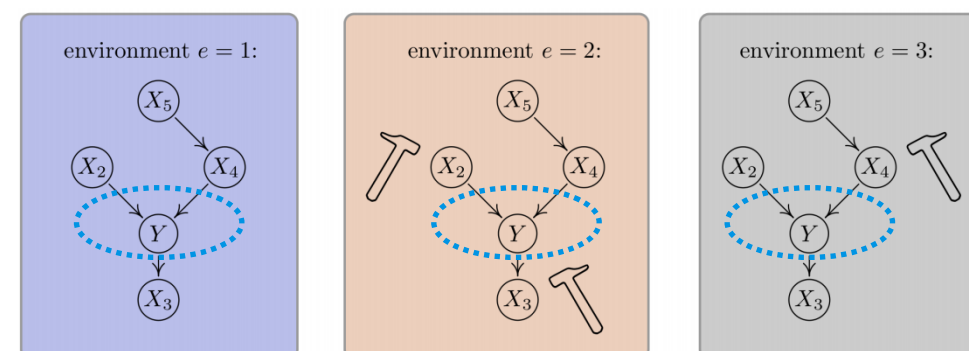 environment e = 1:
X5
X2 X4
Y
X3
environment e = 2:
X5
X2 X4
Y
X3
environment e = 3:
X5
X2 X4
Y
X3